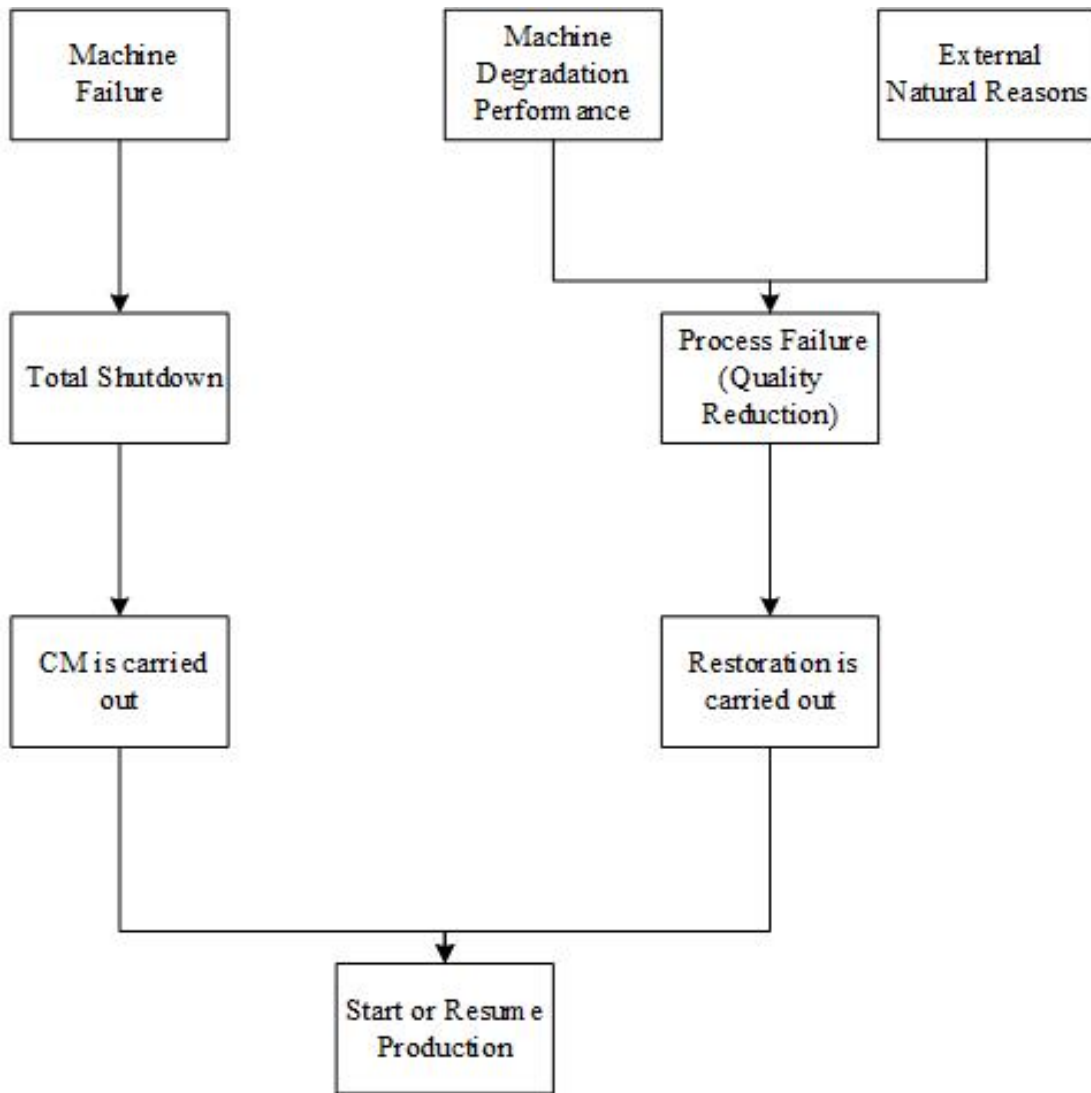 Machine
Failure
Machine
Degradation
Performance
External
Natural Reasons
Total Shutdown
Process Failure
(Quality
Reduction)
CM is carried
out
Restoration is
carried out
Start or Resume
Production